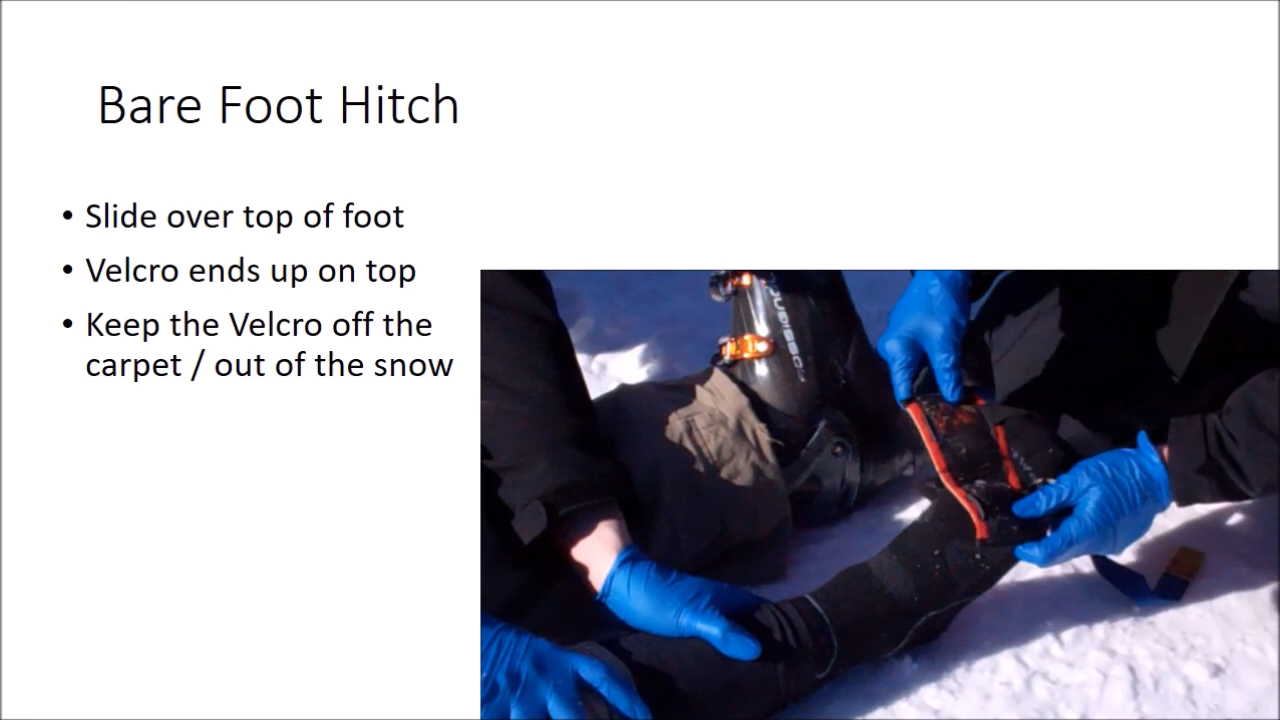 Bare Foot Hitch
• Slide over top of foot
• Velcro ends up on top
• Keep the Velcro off the
carpet / out of the snow